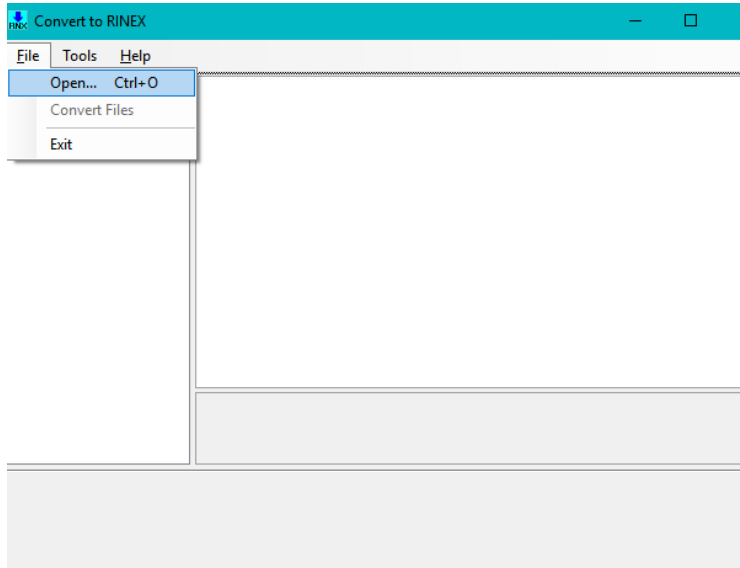 RINX Convert to RINEX
File Tools Help
Open... Ctrl+O
Convert Files
Exit